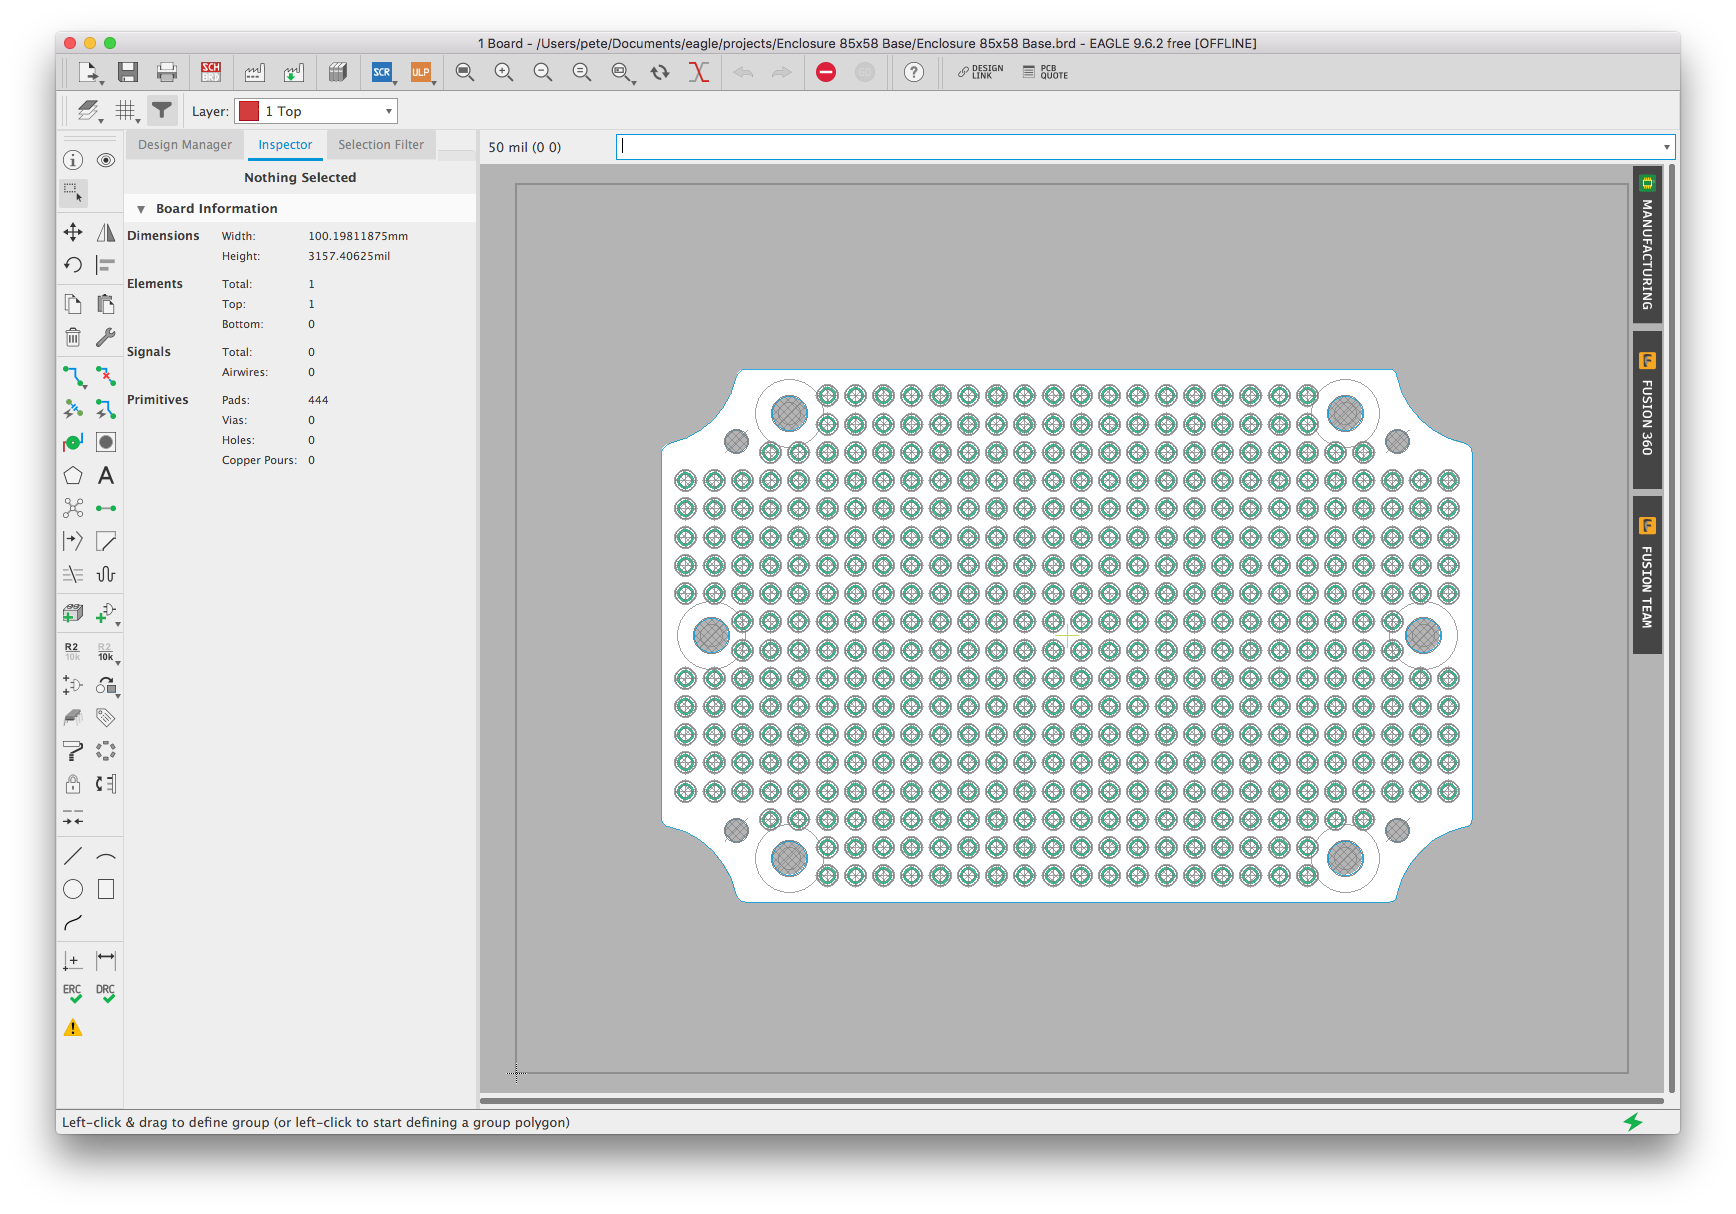 1 Board - /Users/pete/Documents/eagle/projects/Enclosure 85x58 Base/Enclosure 85x58 Base.brd - EAGLE 9.6.2 free [OFFLINE]
SCH
BRD
SCR
ULP
GO
?
DESIGN
LINK
PCB
QUOTE
Layer:
1 Top
Design Manager
Inspector
Selection Filter
50 mil (0 0)
Nothing Selected
Board Information
Dimensions
Width:
100.19811875mm
Height:
3157.40625mil
Elements
Total:
1
Top:
1
Bottom:
0
Signals
Total:
0
Airwires:
0
Primitives
Pads:
444
Vias:
0
Holes:
0
Copper Pours:
0
A
R2
10k
R2
10k
ERC
DRC
MANUFACTURING
FUSION 360
FUSION TEAM
Left-click & drag to define group (or left-click to start defining a group polygon)